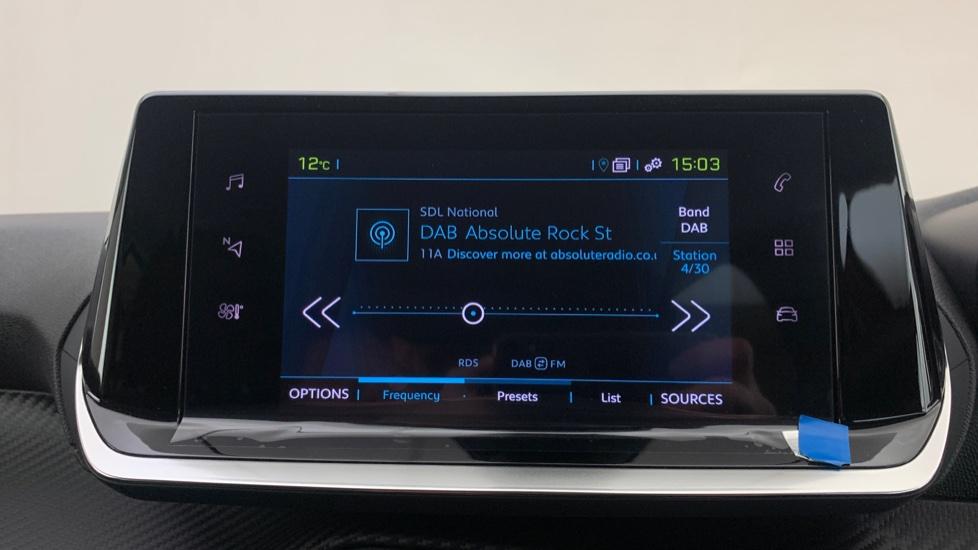 12°C
15:03
N
SDL National
DAB Absolute Rock St
11A Discover more at absoluteradio.co.u
Band
DAB
Station
4/30
RDS
DAB FM
OPTIONS Frequency Presets List SOURCES